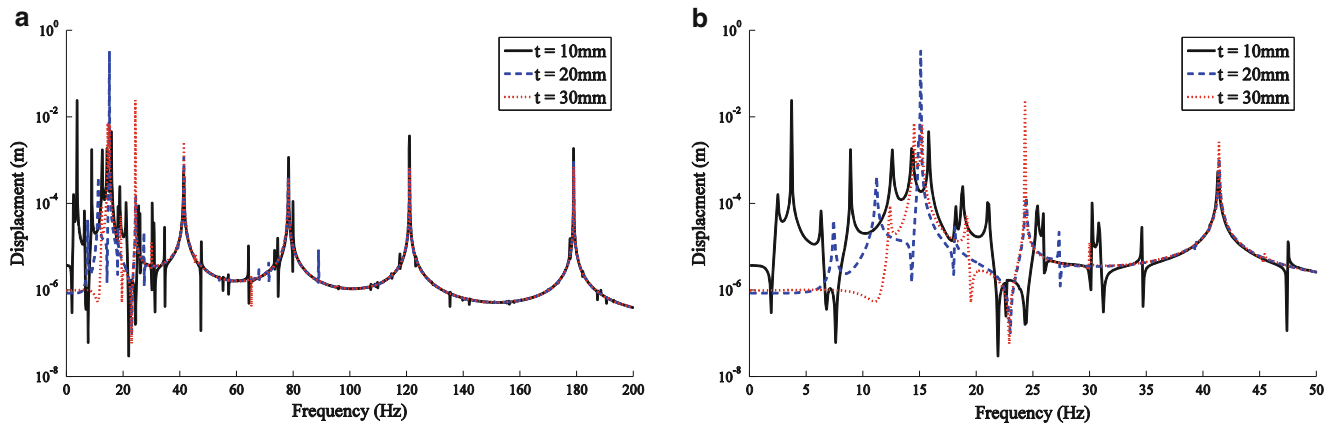 a
10^0
10^-2
10^-4
10^-6
10^-8
Displacment (m)
0 20 40 60 80 100 120 140 160 180 200
Frequency (Hz)
t = 10mm
t = 20mm
t = 30mm
b
10^0
10^-2
10^-4
10^-6
10^-8
Displacment (m)
0 5 10 15 20 25 30 35 40 45 50
Frequency (Hz)
t = 10mm
t = 20mm
t = 30mm